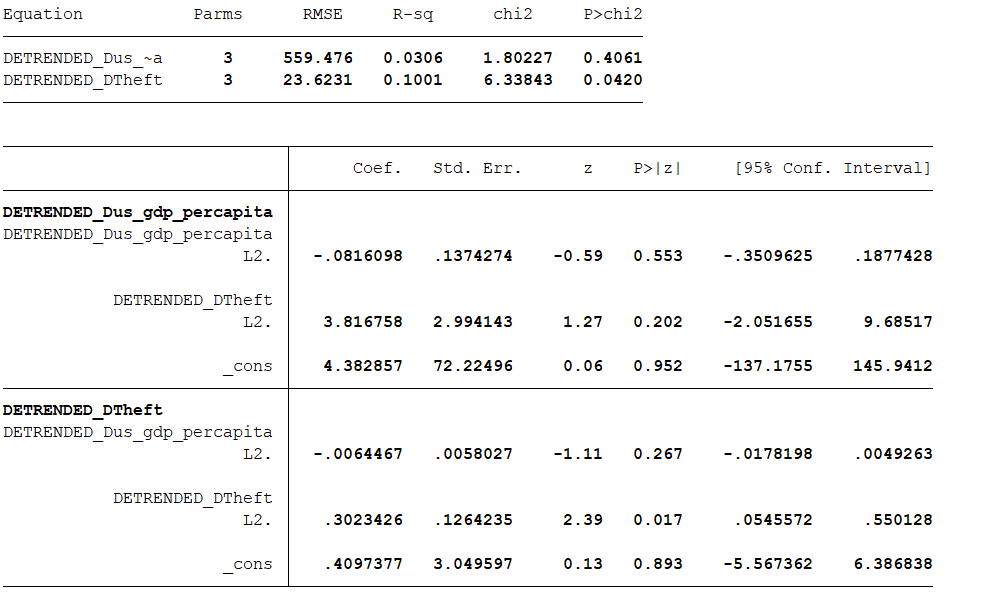 Equation Parms RMSE R-sq chi2 P>chi2
DETRENDED_Dus_~a 3 559.476 0.0306 1.80227 0.4061
DETRENDED_DTheft 3 23.6231 0.1001 6.33843 0.0420
Coef. Std. Err. z P>|z| [95% Conf. Interval]
DETRENDED_Dus_gdp_percapita
DETRENDED_Dus_gdp_percapita
L2. -.0816098 .1374274 -0.59 0.553 -.3509625 .1877428
DETRENDED_DTheft
L2. 3.816758 2.994143 1.27 0.202 -2.051655 9.68517
_cons 4.382857 72.22496 0.06 0.952 -137.1755 145.9412
DETRENDED_DTheft
DETRENDED_Dus_gdp_percapita
L2. -.0064467 .0058027 -1.11 0.267 -.0178198 .0049263
DETRENDED_DTheft
L2. .3023426 .1264235 2.39 0.017 .0545572 .550128
_cons .4097377 3.049597 0.13 0.893 -5.567362 6.386838